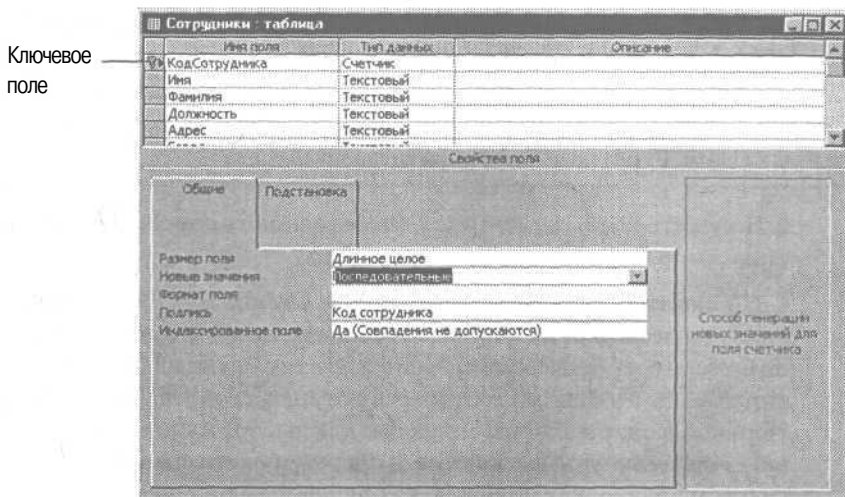 Сотрудники : таблица
Имя поля Тип данных Описание
Ключевое поле
КодСотрудника Счетчик
Имя Текстовый
Фамилия Текстовый
Должность Текстовый
Адрес Текстовый
Свойства поля
Общие Подстановка
Размер поля Длинное целое
Новые значения Последовательные
Формат поля
Подпись Код сотрудника
Индексированное поле Да (Совпадения не допускаются)
Способ генерации
новых значений для
поля счетчика